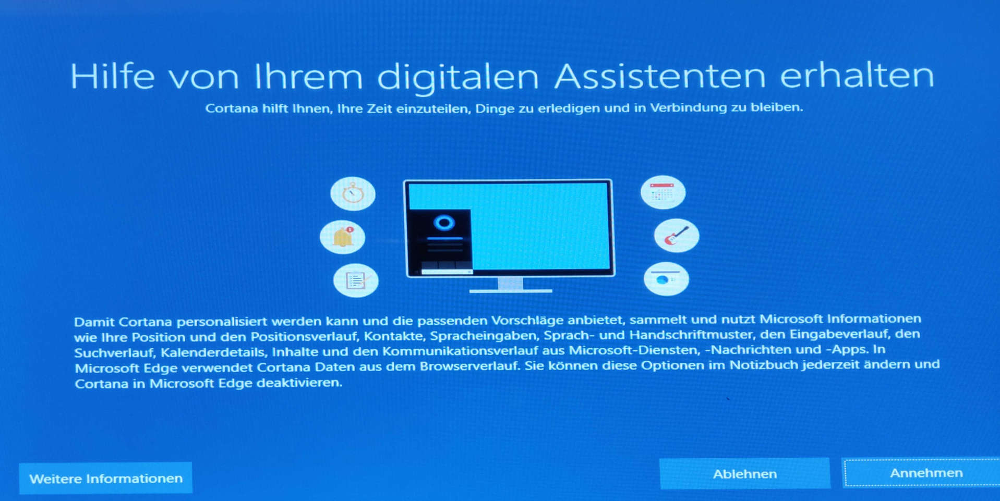 Hilfe von Ihrem digitalen Assistenten erhalten
Cortana hilft Ihnen, Ihre Zeit einzuteilen, Dinge zu erledigen und in Verbindung zu bleiben.
Damit Cortana personalisiert werden kann und die passenden Vorschläge anbietet, sammelt und nutzt Microsoft Informationen
wie Ihre Position und den Positionsverlauf, Kontakte, Spracheingaben, Sprach- und Handschriftmuster, den Eingabeverlauf, den
Suchverlauf, Kalenderdetails, Inhalte und den Kommunikationsverlauf aus Microsoft-Diensten, -Nachrichten und -Apps. In
Microsoft Edge verwendet Cortana Daten aus dem Browserverlauf. Sie können diese Optionen im Notizbuch jederzeit ändern und
Cortana in Microsoft Edge deaktivieren.
Weitere Informationen
Ablehnen
Annehmen